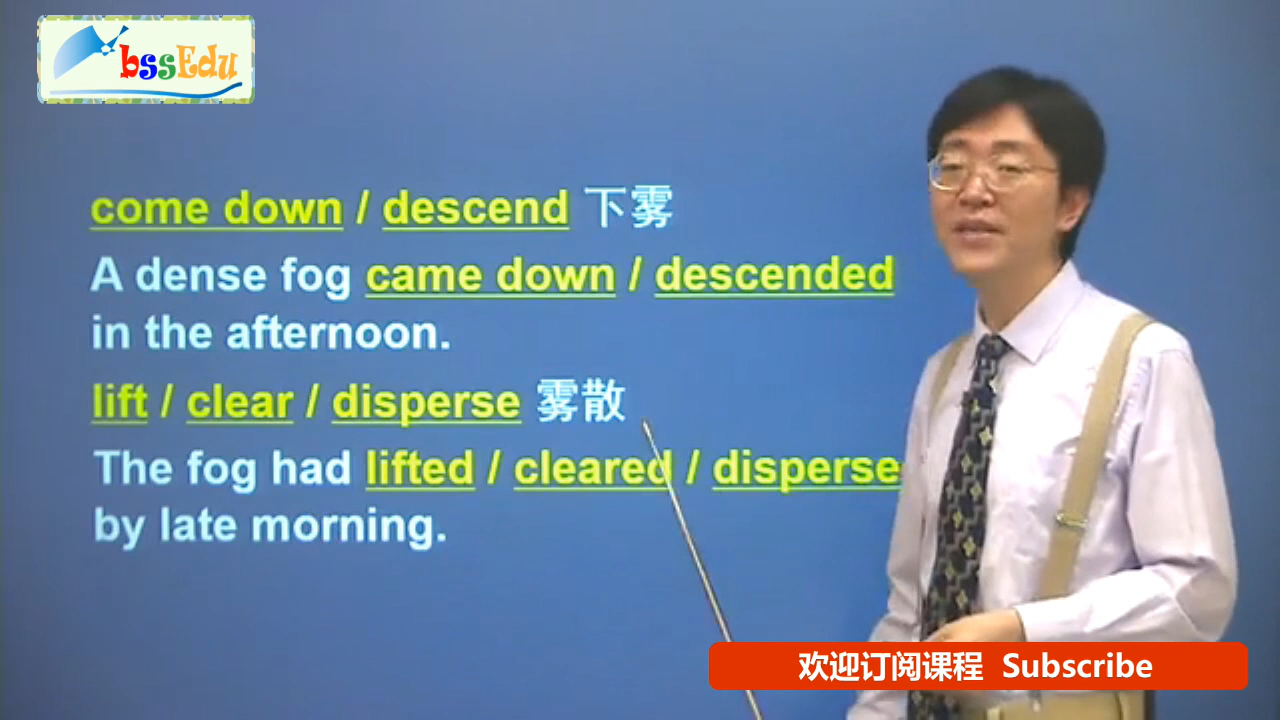 bssEdu
come down / descend 下雾
A dense fog came down / descended
in the afternoon.
lift / clear / disperse 雾散
The fog had lifted / cleared / disperse
by late morning.
欢迎订阅课程 Subscribe